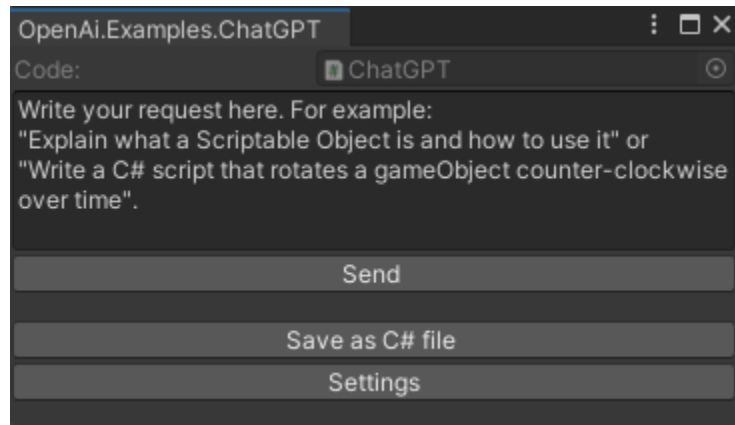 OpenAi.Examples.ChatGPT
Code: ChatGPT
Write your request here. For example:
"Explain what a Scriptable Object is and how to use it" or
"Write a C# script that rotates a gameObject counter-clockwise
over time".
Send
Save as C# file
Settings